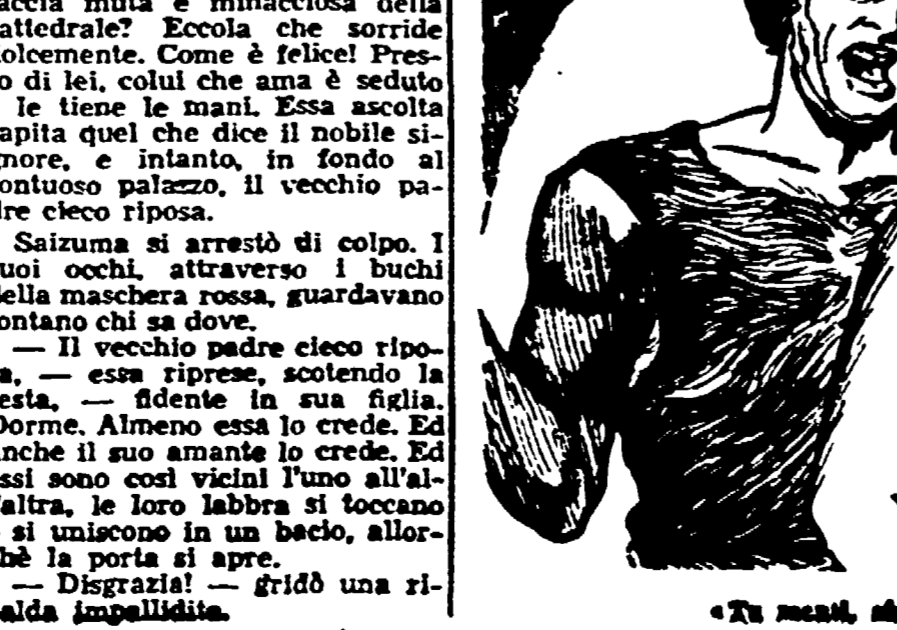 accia muta e minacciosa della
attedrale? Eccola che sorride
olcemente. Come è felice! Pres-
o di lei, colui che ama è seduto
le tiene le mani. Essa ascolta
apita quel che dice il nobile si-
nore, e intanto, in fondo al
ontuoso palazzo, il vecchio pa-
dre cieco riposa.
Saizuma si arrestò di colpo. I
uoi occhi, attraverso i buchi
della maschera rossa, guardavano
ontano chi sa dove.
— Il vecchio padre cieco ripo-
a, — essa riprese, scotendo la
esta, — fidente in sua figlia.
Dorme. Almeno essa lo crede. Ed
anche il suo amante lo crede. Ed
ssi sono così vicini l'uno all'al-
l'altra, le loro labbra si toccano
si uniscono in un bacio, allor-
hè la porta si apre.
— Disgrazia! — gridò una ri-
alda impallidita.
«Tu menti,